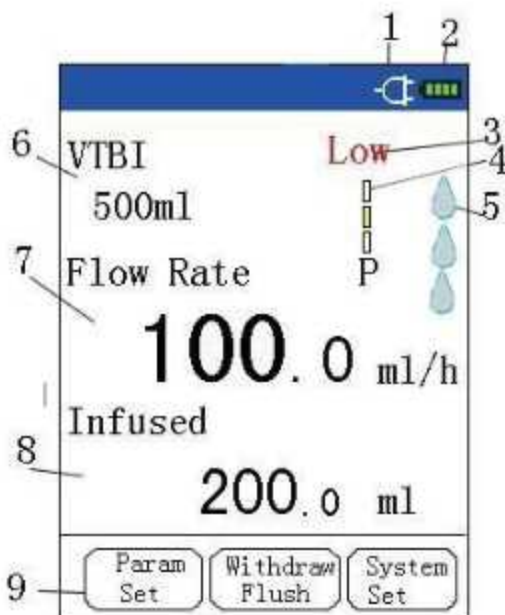 1 2
3
6 VTBI Low 4
500ml 5
7 Flow Rate P
100.0 ml/h
Infused
8 200.0 ml
9 Param Set Withdraw Flush System Set